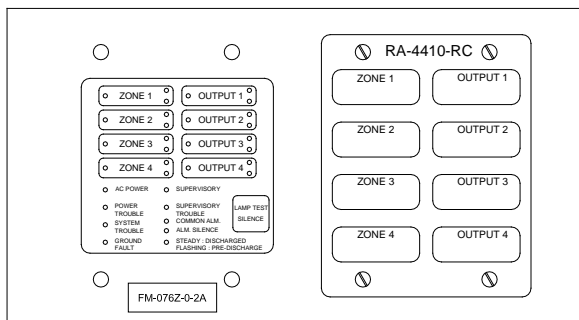 ZONE 1 OUTPUT 1
ZONE 2 OUTPUT 2
ZONE 3 OUTPUT 3
ZONE 4 OUTPUT 4
AC POWER
POWER
TROUBLE
SYSTEM
TROUBLE
GROUND
FAULT
SUPERVISORY
SUPERVISORY
TROUBLE
COMMON ALM.
ALM. SILENCE
STEADY : DISCHARGED
FLASHING : PRE-DISCHARGE
LAMP TEST
SILENCE
FM-076Z-0-2A
RA-4410-RC
ZONE 1 OUTPUT 1
ZONE 2 OUTPUT 2
ZONE 3 OUTPUT 3
ZONE 4 OUTPUT 4